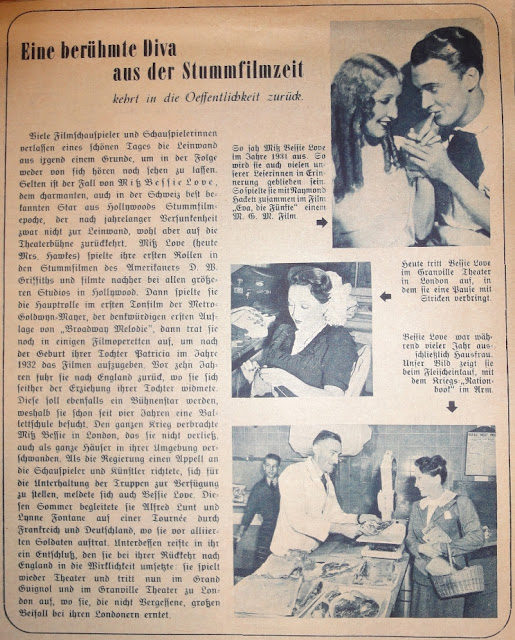 Eine berühmte Diva
aus der Stummfilmzeit
kehrt in die Oeffentlichkeit zurück.
Viele Filmschauspieler und Schauspielerinnen
verlassen eines schönen Tages die Leinwand
aus irgend einem Grunde, um in der Folge
weder von sich hören noch sehen zu lassen.
Selten ist der Fall von Miß Bessie Love,
dem charmanten, auch in der Schweiz best be-
kannten Star aus Hollywoods Stummfilm-
epoche, der nach jahrelanger Versunkenheit
zwar nicht zur Leinwand, wohl aber auf die
Theaterbühne zurückkehrt. Miß Love (heute
Mrs. Hawkes) spielte ihre ersten Rollen in
den Stummfilmen des Amerikaners D. W.
Griffiths und filmte nachher bei allen größe-
ren Studios in Hollywood. Dann spielte sie
die Hauptrolle im ersten Tonfilm der Metro-
Goldwyn-Mayer, der denkwürdigen ersten Auf-
lage von „Broadway Melodie", dann trat sie
noch in einigen Filmoperetten auf, um nach
der Geburt ihrer Tochter Patricia im Jahre
1932 das Filmen aufzugeben. Vor zehn Jah-
ren fuhr sie nach England zurück, wo sie sich
seither der Erziehung ihrer Tochter widmete.
Diese soll ebenfalls ein Bühnenstar werden,
weshalb sie schon seit vier Jahren eine Bal-
lettschule besucht. Den ganzen Krieg verbrachte
Miß Bessie in London, das sie nicht verließ,
auch als ganze Häuser in ihrer Umgebung ver-
schwanden. Als die Regierung einen Appell an
die Schauspieler und Künstler richtete, sich für
die Unterhaltung der Truppen zur Verfügung
zu stellen, meldete sich auch Bessie Love. Die-
sen Sommer begleitete sie Alfred Lunt und
Lynne Fontane auf einer Tournée durch
Frankreich und Deutschland, wo sie vor alliier-
ten Soldaten auftrat. Unterdessen reifte in ihr
ein Entschluß, den sie bei ihrer Rückkehr nach
England in die Wirklichkeit umsetzte: sie spielt
wieder Theater und tritt nun im Grand
Guignol und im Granville Theater zu Lon-
don auf, wo sie, die nicht Vergessene, großen
Beifall bei ihren Londonern erntet.
So sah Miß Bessie Love
im Jahre 1931 aus. So
wird sie auch vielen un-
serer Leserinnen in Erin-
nerung geblieben sein.
So spielte sie mit Raymond
Hackett zusammen im Film
„Eva, die Fünfte" einem
M. G. M. Film
Heute tritt Bessie Love
im Granville Theater
in London auf, in
dem sie eine Pause mit
Stricken verbringt.
Bessie Love war wäh-
rend vieler Jahr aus-
schließlich Hausfrau.
Unser Bild zeigt sie
beim Fleischeinkauf, mit
dem Kriegs-„Ration-
book" im Arm.